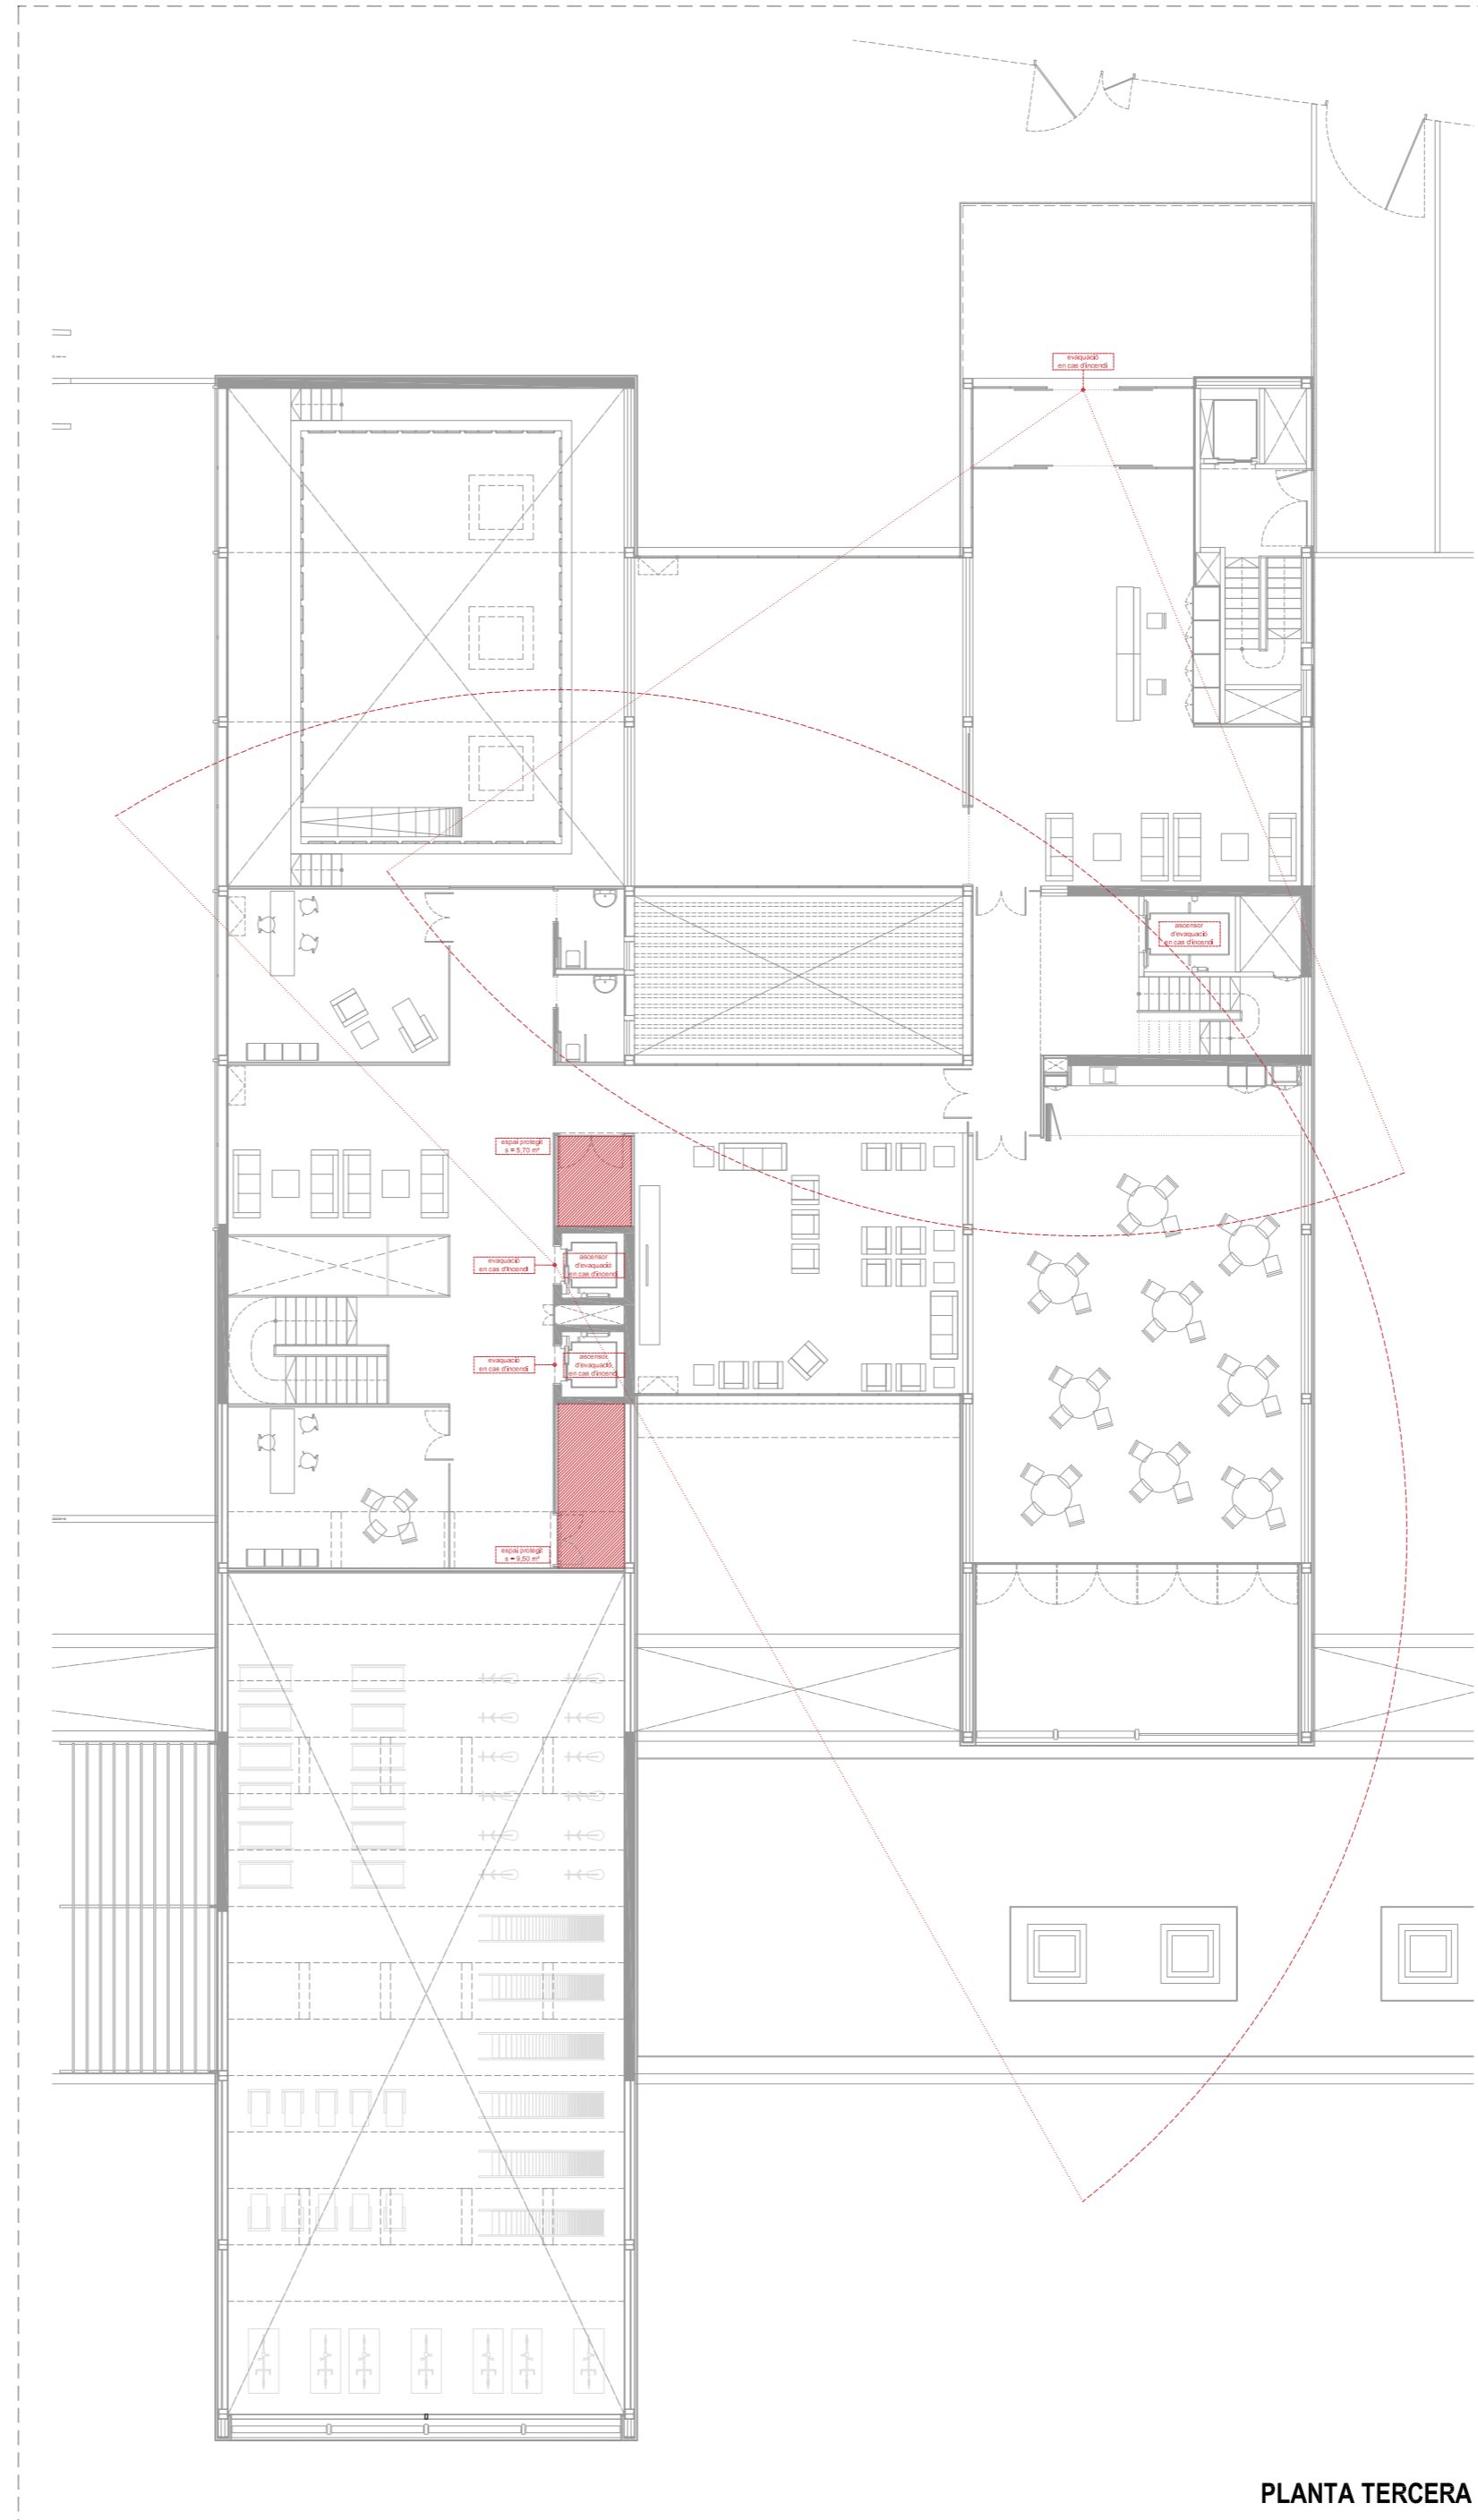 evaquació
en cas d'incendi
ascensor
d'evaquació
en cas d'incendi
espai protegit
s = 5,70 m²
evaquació
en cas d'incendi
ascensor
d'evaquació
en cas d'incendi
evaquació
en cas d'incendi
ascensor
d'evaquació
en cas d'incendi
espai protegit
s = 9,50 m²
PLANTA TERCERA